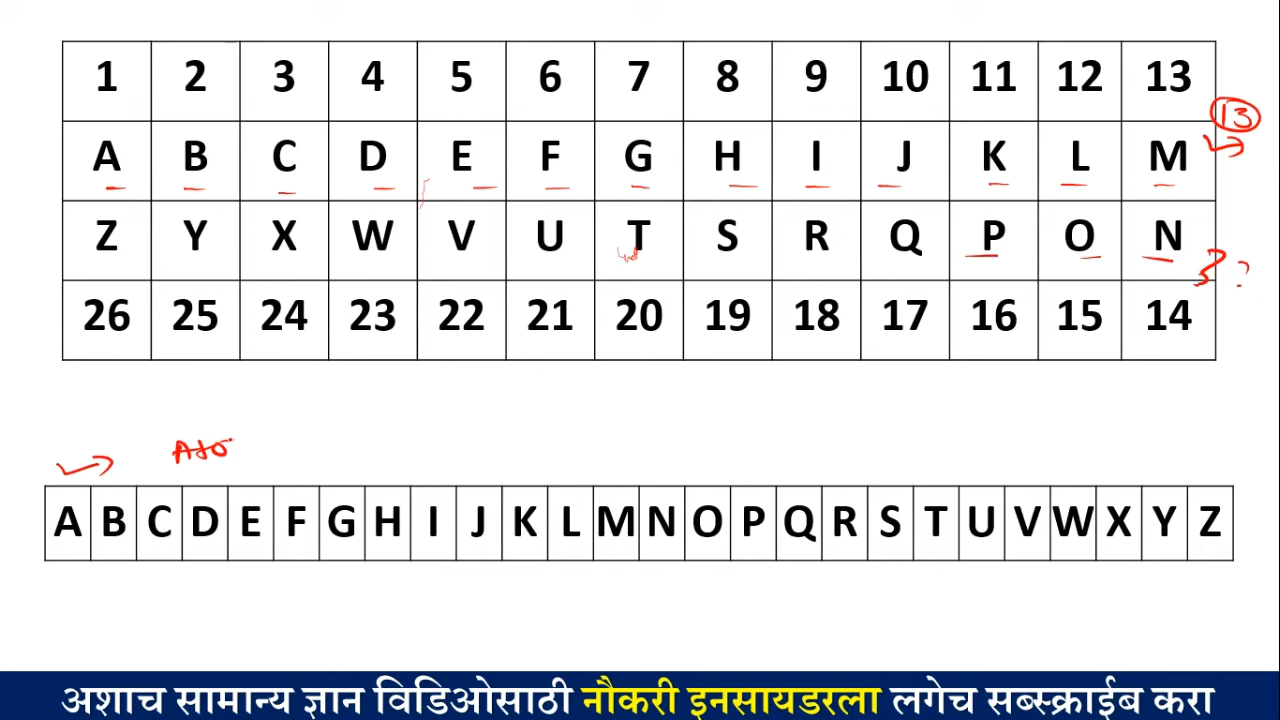 1 2 3 4 5 6 7 8 9 10 11 12 13
13
A B C D E F G H I J K L M
Z Y X W V U T S R Q P O N
?
26 25 24 23 22 21 20 19 18 17 16 15 14
A B C D E F G H I J K L M N O P Q R S T U V W X Y Z
अशाच सामान्य ज्ञान विडिओसाठी नौकरी इनसायडरला लगेच सब्स्क्राईब करा